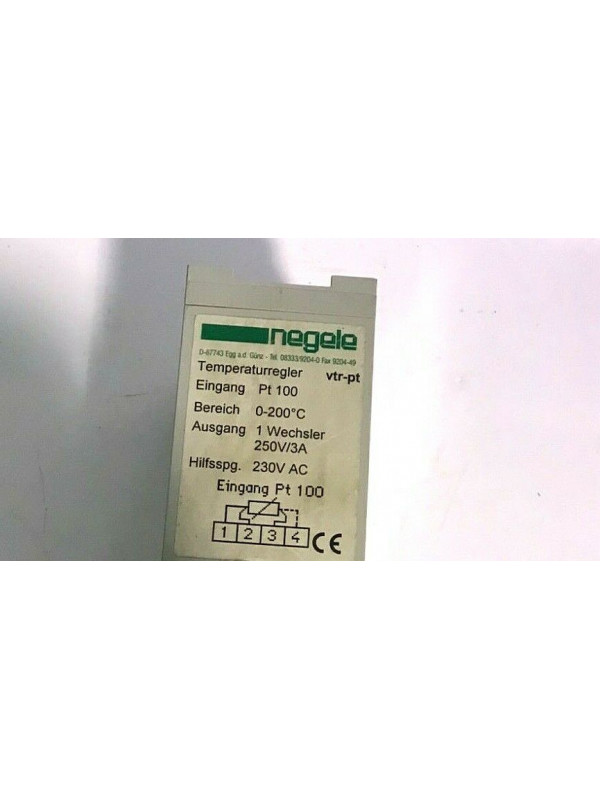 negele
D-87743 Egg a.d. Günz - Tel. 08333/9204-0 Fax 9204-49
Temperaturregler vtr-pt
Eingang Pt 100
Bereich 0-200°C
Ausgang 1 Wechsler
250V/3A
Hilfsspg. 230V AC
Eingang Pt 100
1 2 3 4 CE